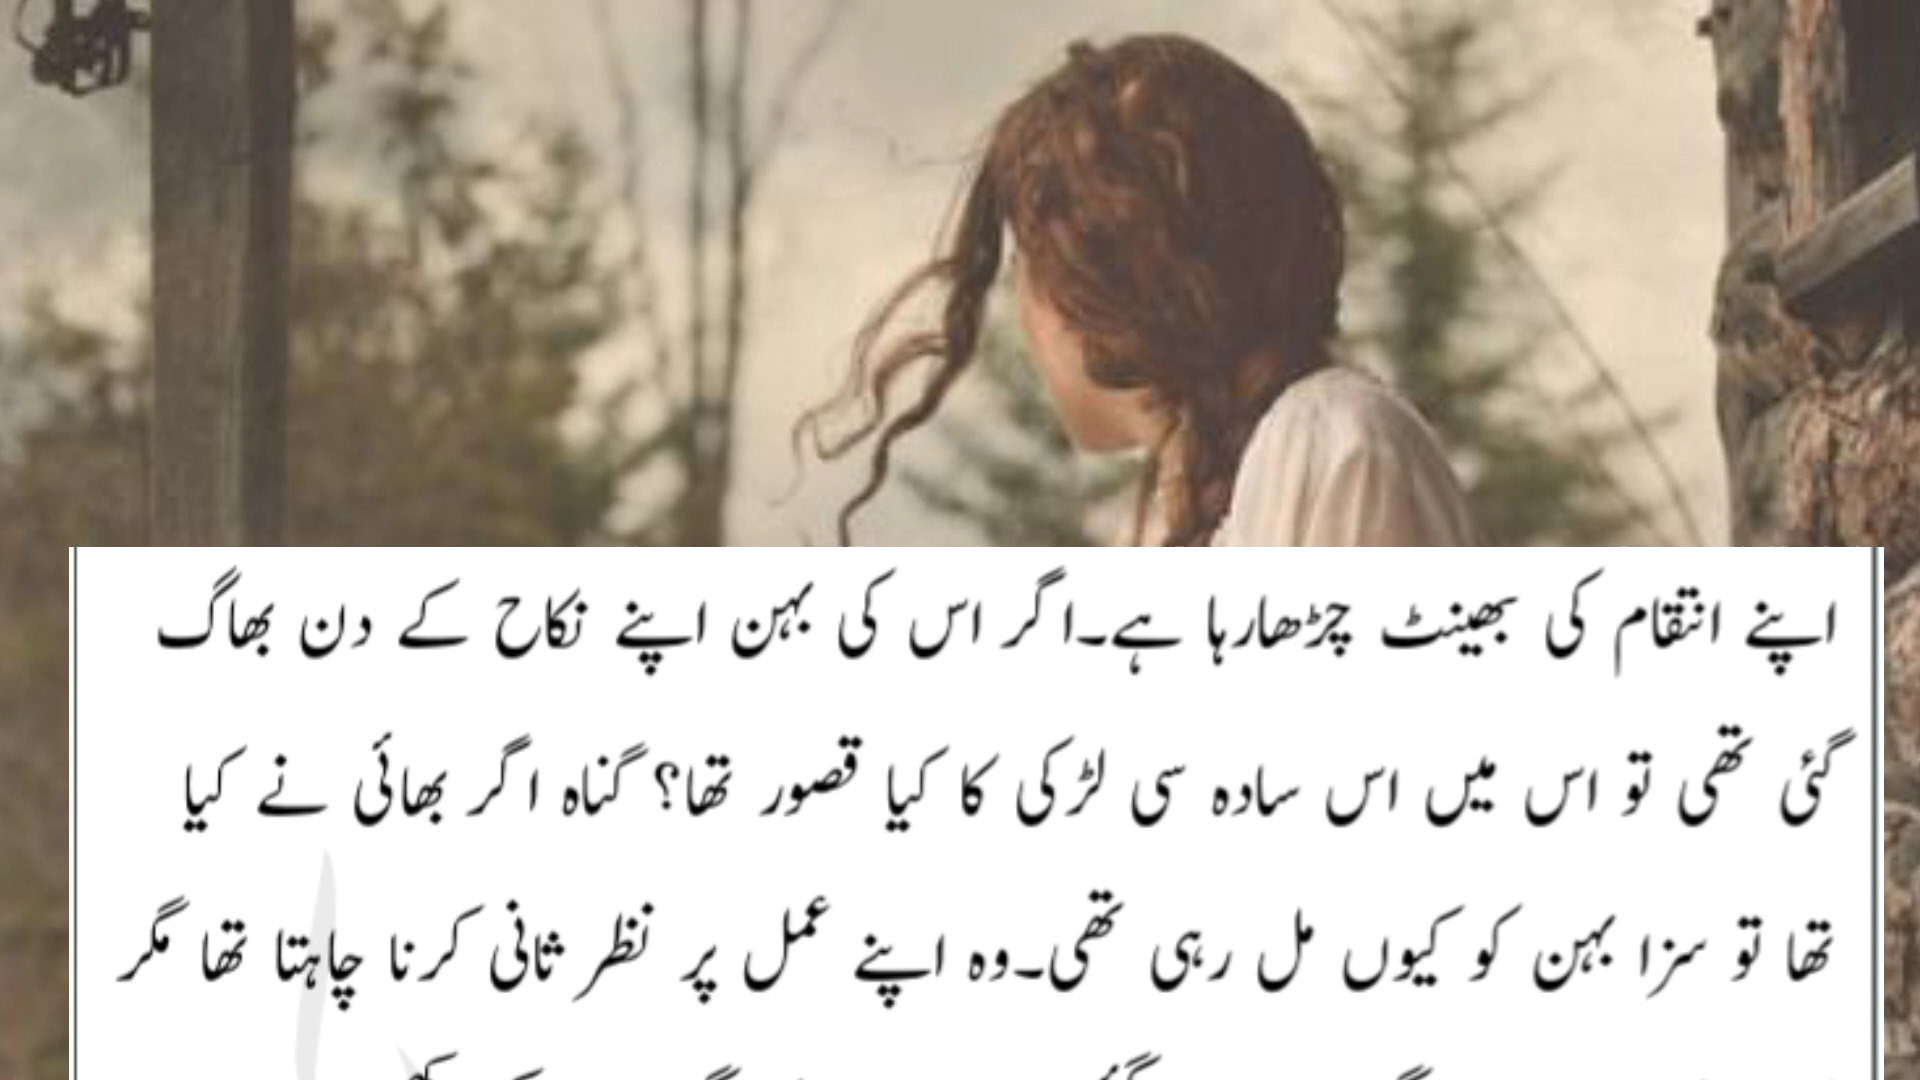 اپنے انتقام کی بھینٹ چڑھارہا ہے۔اگر اس کی بہن اپنے نکاح کے دن بھاگ
گئی تھی تو اس میں اس سادہ سی لڑکی کا کیا قصور تھا؟ گناہ اگر بھائی نے کیا
تھا تو سزا بہن کو کیوں مل رہی تھی۔وہ اپنے عمل پر نظر ثانی کرنا چاہتا تھا مگر